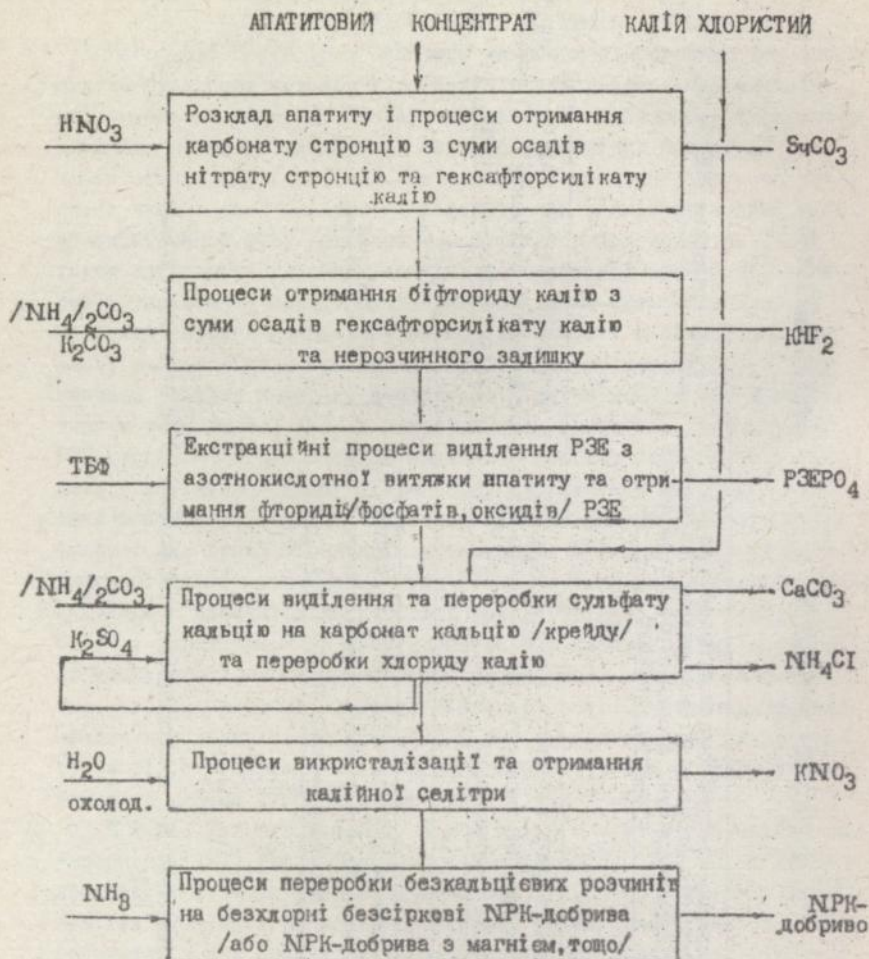 АПАТИТОВИЙ КОНЦЕНТРАТ КАЛІЙ ХЛОРИСТИЙ
HNO3
Розклад апатиту і процеси отримання
карбонату стронцію з суми осадів
нітрату стронцію та гексафторсилікату
калію
SчCO3
/NH4/2CO3
K2CO3
Процеси отримання біфториду калію з
суми осадів гексафторсилікату калію
та нерозчинного залишку
KHF2
ТБФ
Екстракційні процеси виділення РЗЕ з
азотнокислотної витяжки ппатиту та отри-
мання фториді/фосфатів,оксидів/ РЗЕ
РЗЕPO4
/NH4/2CO3
K2SO4
Процеси виділення та переробки сульфату
кальцію на карбонат кальцію /крейду/
та переробки хлориду калію
CaCO3
NH4Cl
H2O
охолод.
Процеси викристалізації та отримання
калійної селітри
KNO3
NH3
Процеси переробки безкальцієвих розчинів
на безхлорні безсіркові NPK-добрива
/або NPK-добрива з магнієм,тощо/
NPK-
добриво